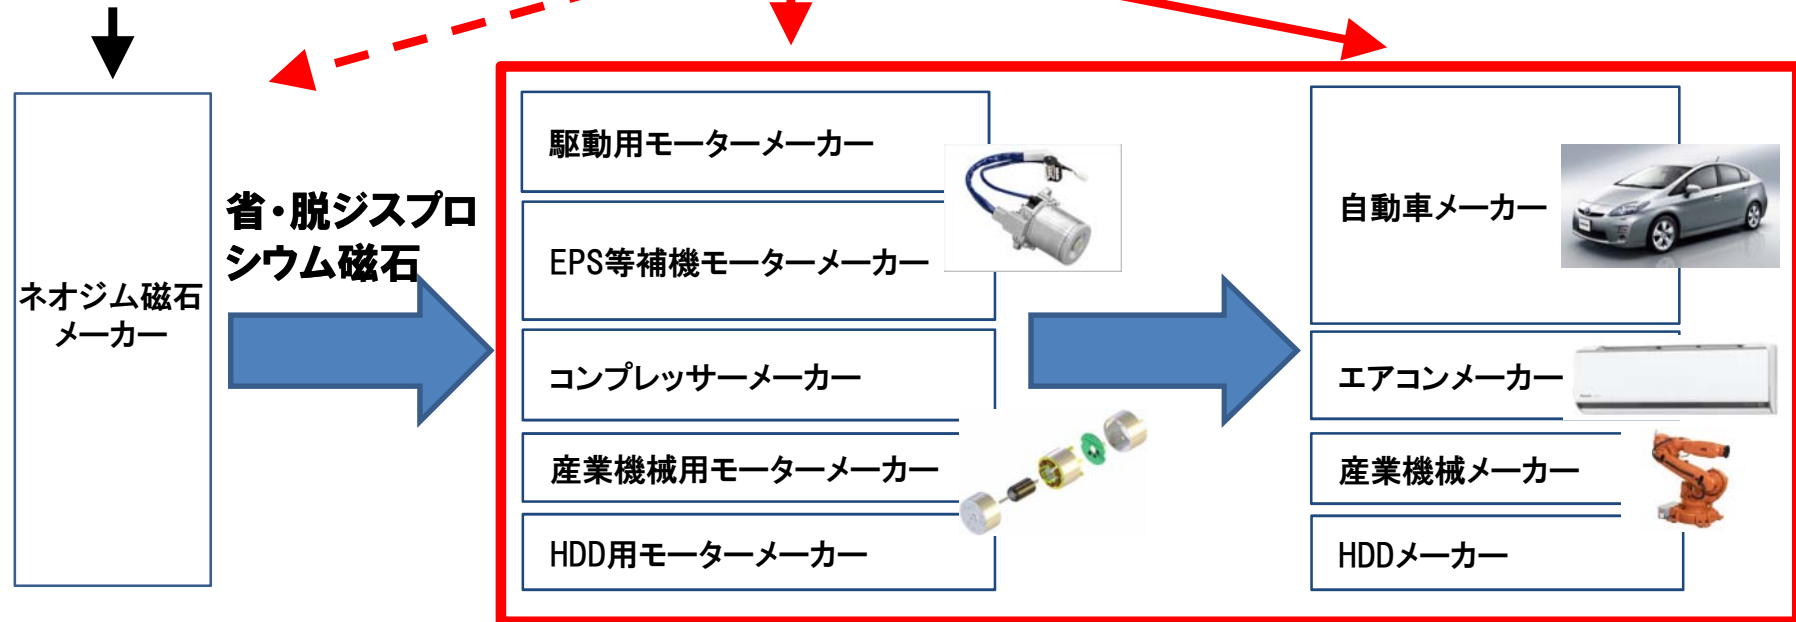 駆動用モーターメーカー
自動車メーカー
省・脱ジスプロ
シウム磁石
EPS等補機モーターメーカー
ネオジム磁石
メーカー
コンプレッサーメーカー
エアコンメーカー
産業機械用モーターメーカー
産業機械メーカー
HDD用モーターメーカー
HDDメーカー